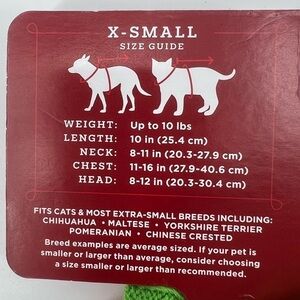 X-SMALL
SIZE GUIDE
WEIGHT: Up to 10 lbs
LENGTH: 10 in (25.4 cm)
NECK: 8-11 in (20.3-27.9 cm)
CHEST: 11-16 in (27.9-40.6 cm)
HEAD: 8-12 in (20.3-30.4 cm)
FITS CATS & MOST EXTRA-SMALL BREEDS INCLUDING:
CHIHUAHUA • MALTESE • YORKSHIRE TERRIER
POMERANIAN • CHINESE CRESTED
Breed examples are average sized. If your pet is
smaller or larger than average, consider choosing
a size smaller or larger than recommended.